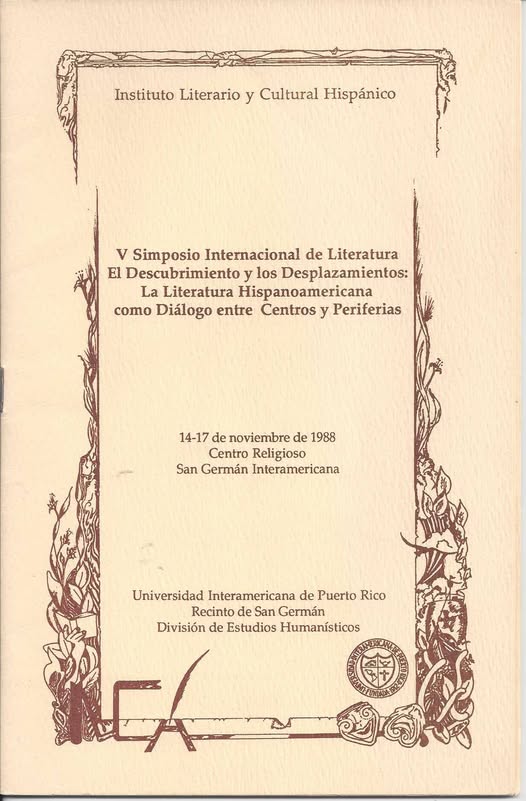 Instituto Literario y Cultural Hispánico
V Simposio Internacional de Literatura
El Descubrimiento y los Desplazamientos:
La Literatura Hispanoamericana
como Diálogo entre Centros y Periferias
14-17 de noviembre de 1988
Centro Religioso
San Germán Interamericana
Universidad Interamericana de Puerto Rico
Recinto de San Germán
División de Estudios Humanísticos